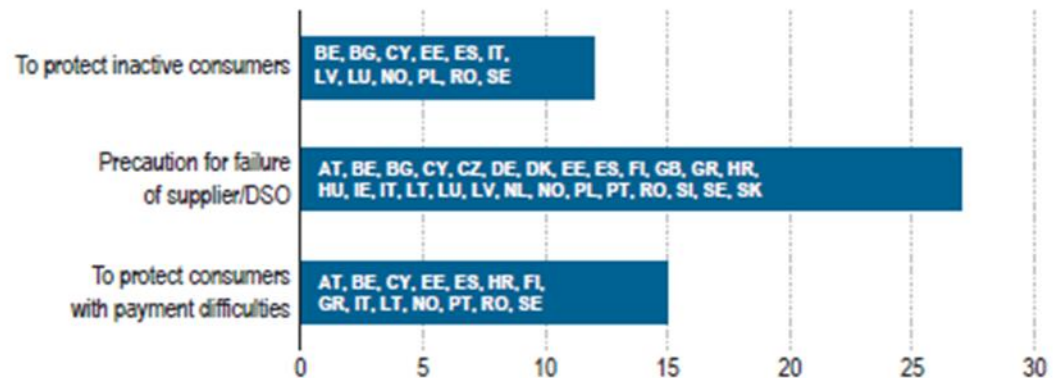 To protect inactive consumers
BE, BG, CY, EE, ES, IT,
LV, LU, NO, PL, RO, SE
Precaution for failure
of supplier/DSO
AT, BE, BG, CY, CZ, DE, DK, EE, ES, FI, GB, GR, HR,
HU, IE, IT, LT, LU, LV, NL, NO, PL, PT, RO, SI, SE, SK
To protect consumers
with payment difficulties
AT, BE, CY, EE, ES, HR, FI,
GR, IT, LT, NO, PT, RO, SE
0 5 10 15 20 25 30